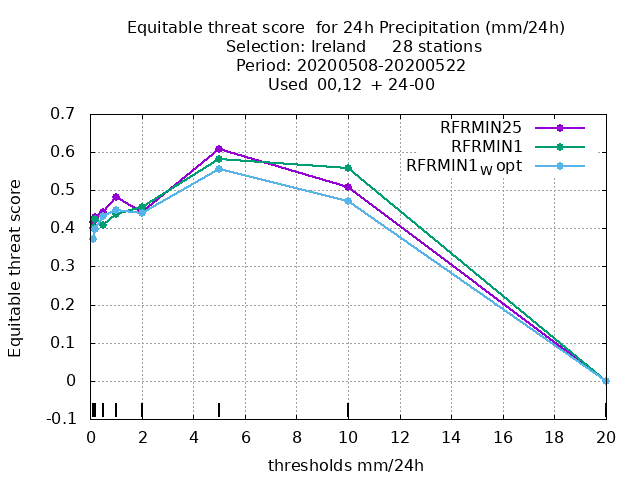 Equitable threat score  for 24h Precipitation (mm/24h)
Selection: Ireland     28 stations
Period: 20200508-20200522
Used  00,12  + 24-00
RFRMIN25
RFRMIN1
RFRMIN1W opt
Equitable threat score
0.7
0.6
0.5
0.4
0.3
0.2
0.1
0
-0.1
0 2 4 6 8 10 12 14 16 18 20
thresholds mm/24h